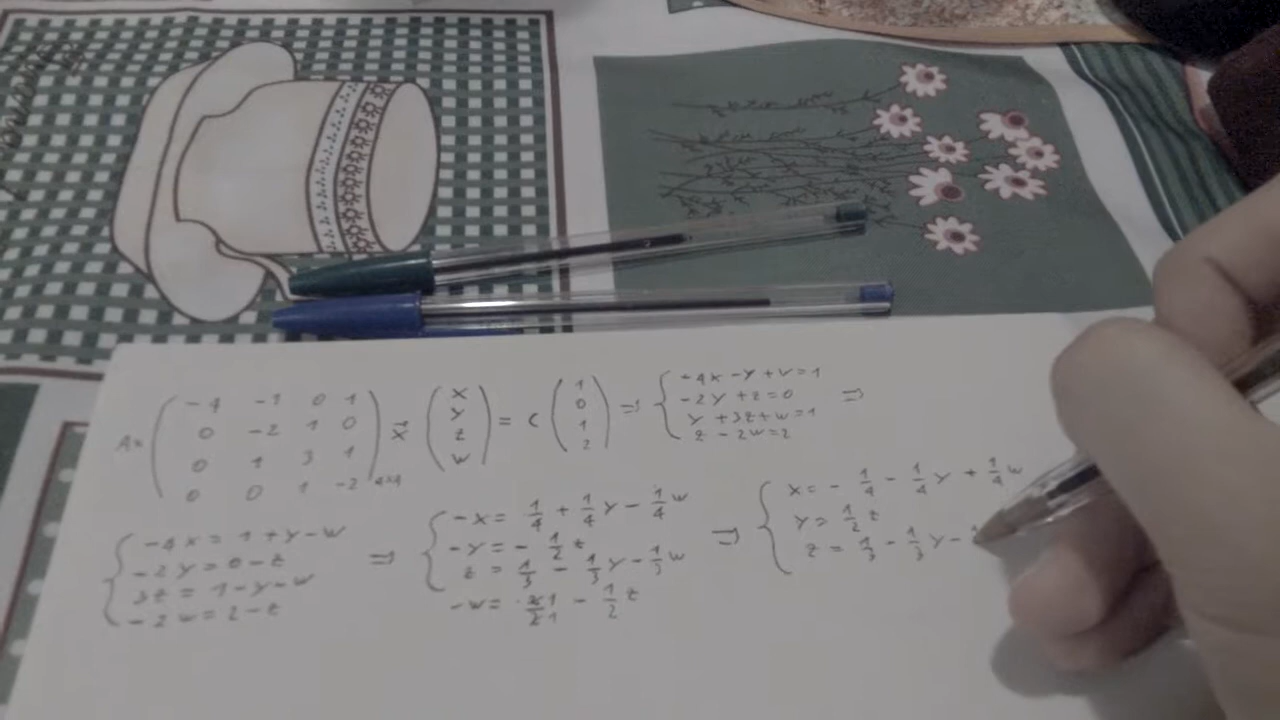 A = ( -4 -1 0 1 ; 0 -2 1 0 ; 0 1 3 1 ; 0 0 1 -2 )4x4 x⃗ ( x ; y ; z ; w ) = C ( 1 ; 0 ; 1 ; 2 ) ⇒ { -4x - y + w = 1 ⇒
-2y + z = 0
y + 3z + w = 1
z - 2w = 2
{ -4x = 1 + y - w
-2y = 0 - z
3z = 1 - y - w
-2w = 2 - z
⇒ { -x = 1/4 + 1/4 y - 1/4 w
-y = - 1/2 z
z = 1/3 - 1/3 y - 1/3 w
-w = 21/21 - 1/2 z
⇒ { x = - 1/4 - 1/4 y + 1/4 w
y = 1/2 z
z = 1/3 - 1/3 y -